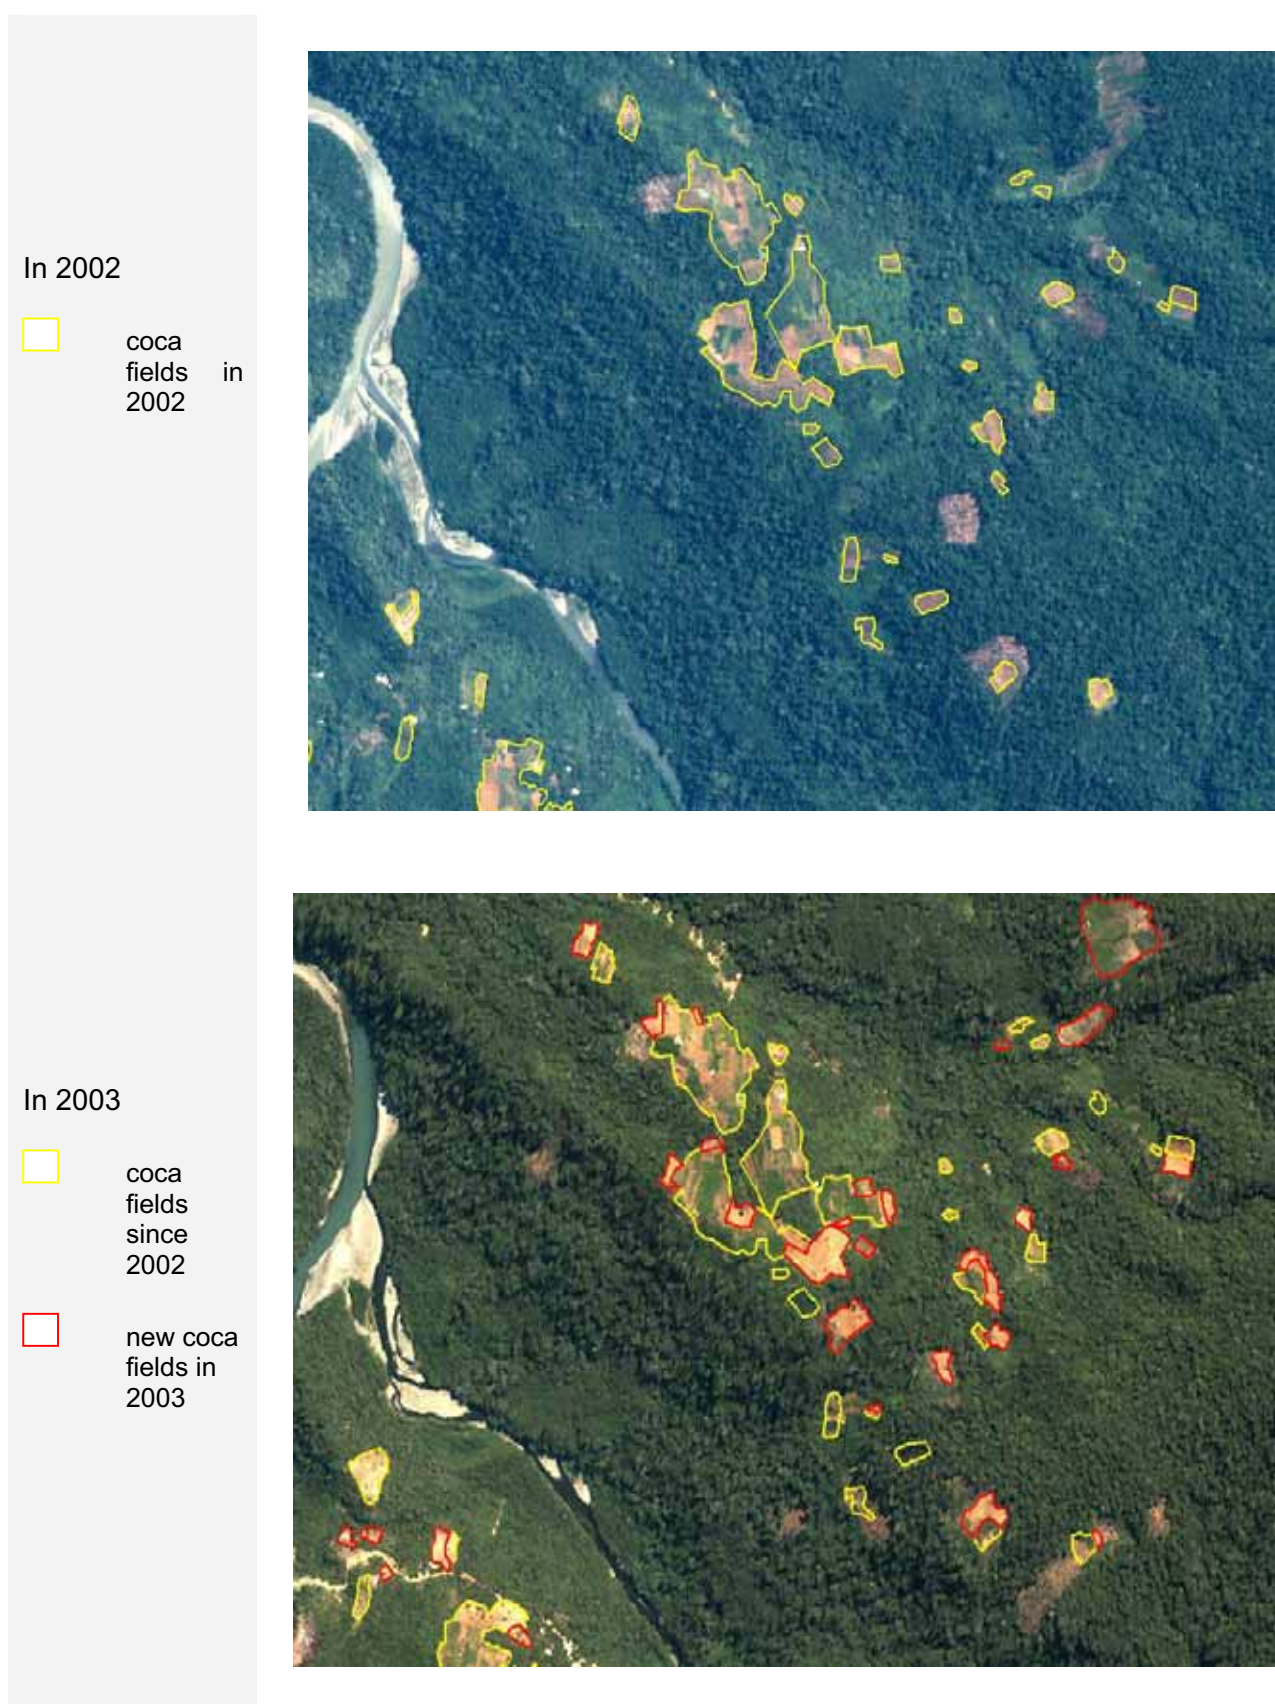 In 2002
coca
fields in
2002
In 2003
coca
fields
since
2002
new coca
fields in
2003